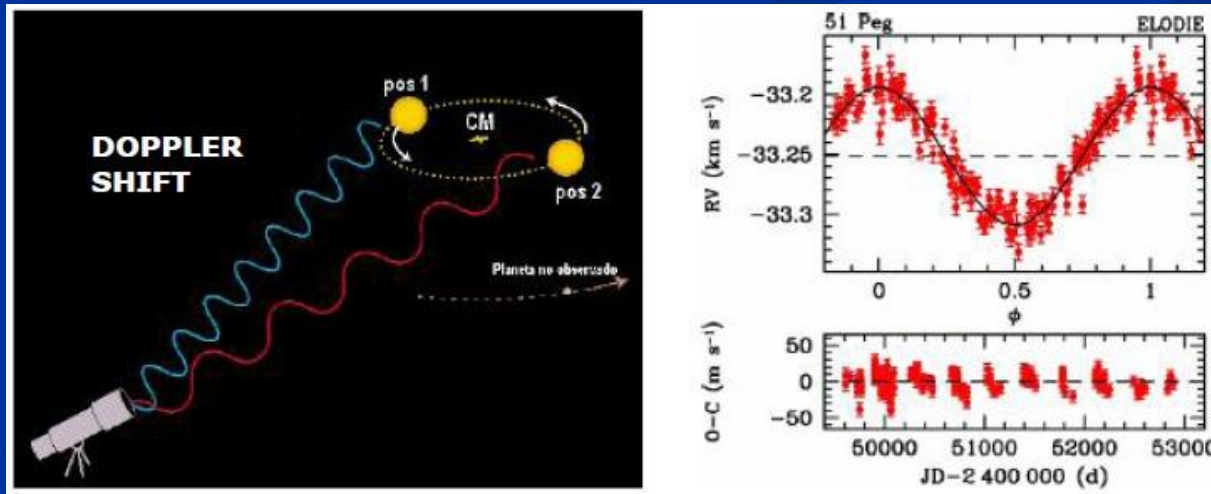 DOPPLER
SHIFT
pos 1
CM
pos 2
Planeta no observado
51 Peg ELODIE
RV (km s⁻¹)
-33.2
-33.25
-33.3
0 0.5 1
ϕ
O-C (m s⁻¹)
50
0
-50
50000 51000 52000 53000
JD-2 400 000 (d)